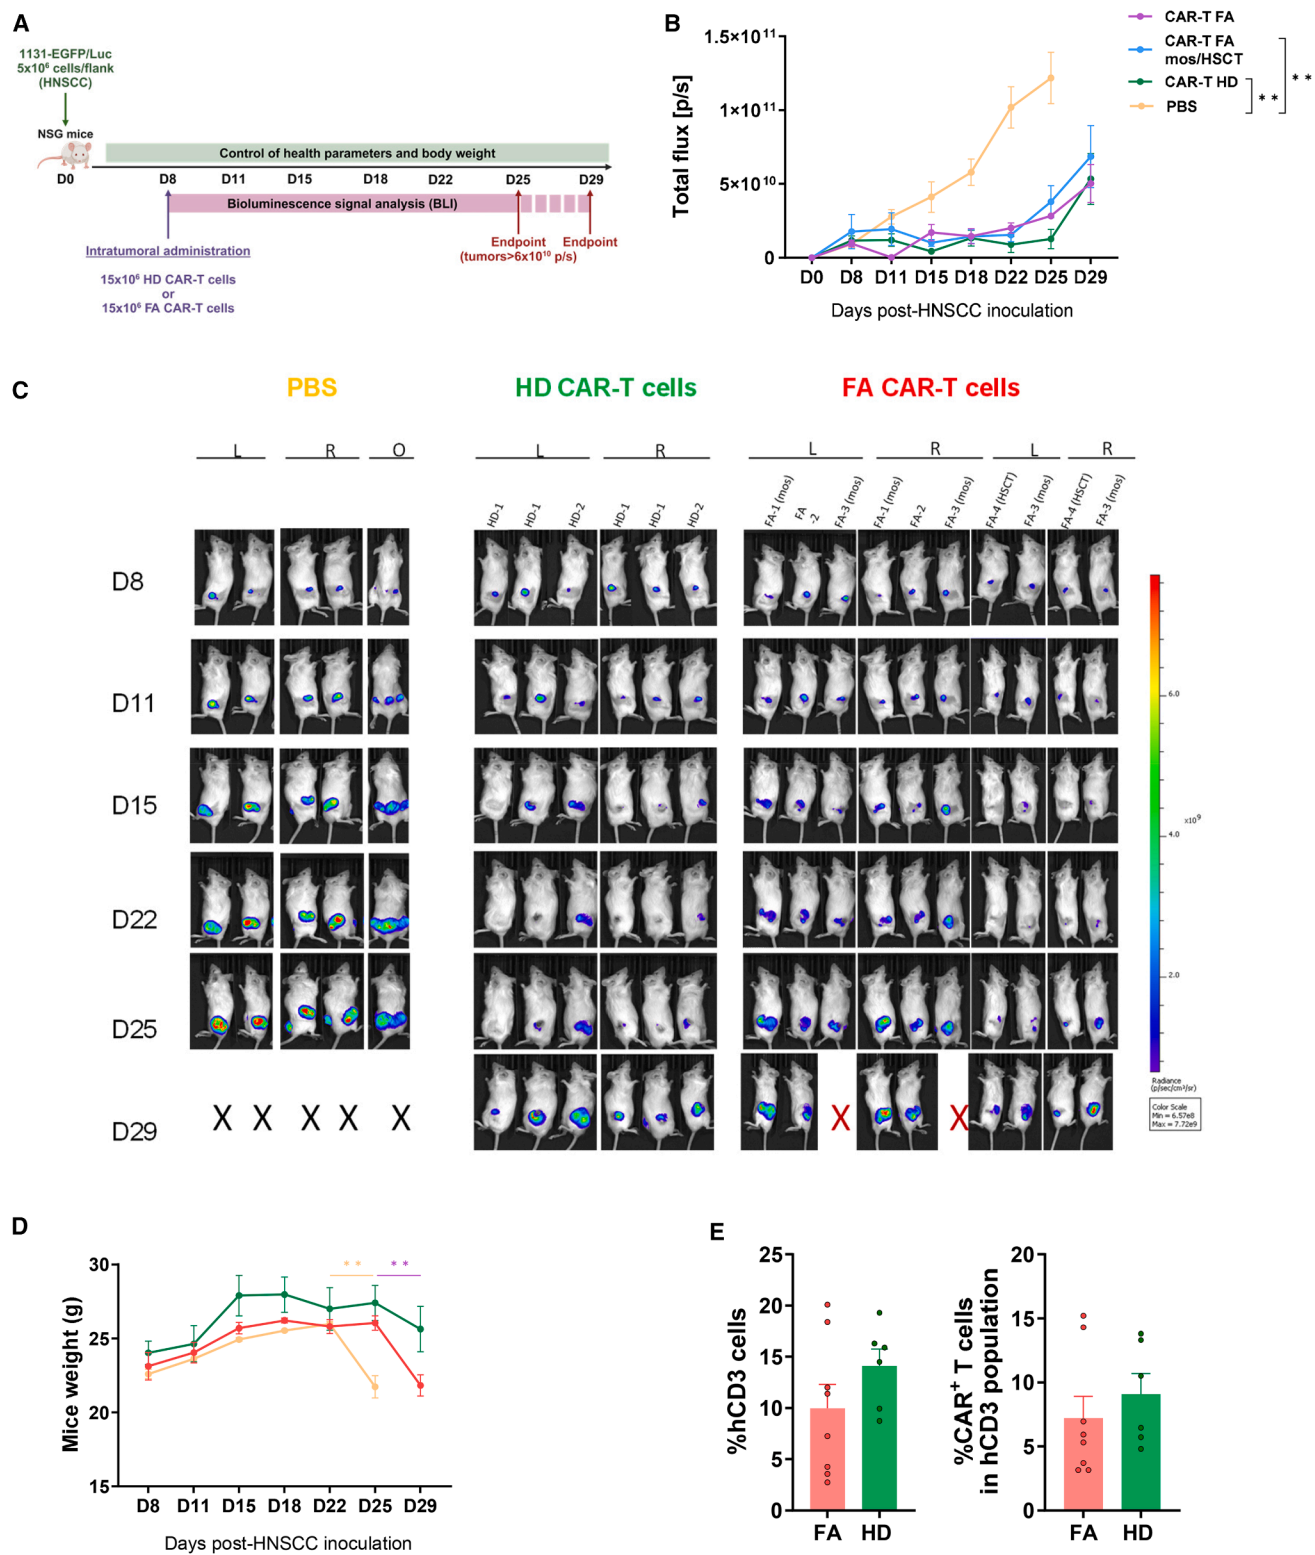 A
1131-EGFP/Luc
5x10⁶ cells/flank
(HNSCC)
NSG mice
Control of health parameters and body weight
D0 D8 D11 D15 D18 D22 D25 D29
Bioluminescence signal analysis (BLI)
Intratumoral administration
15x10⁶ HD CAR-T cells
or
15x10⁶ FA CAR-T cells
Endpoint
(tumors>6x10¹⁰ p/s)
Endpoint
B
Total flux [p/s]
1.5×10¹¹
1×10¹¹
5×10¹⁰
0
D0 D8 D11 D15 D18 D22 D25 D29
Days post-HNSCC inoculation
CAR-T FA
CAR-T FA
mos/HSCT
CAR-T HD
PBS
* *
* *
C
PBS HD CAR-T cells FA CAR-T cells
L R O L R L R L R
HD-1 HD-1 HD-2 HD-1 HD-1 HD-2 FA-1 (mos) FA -2 FA-3 (mos) FA-1 (mos) FA-2 FA-3 (mos) FA-4 (HSCT) FA-3 (mos) FA-4 (HSCT) FA-3 (mos)
D8
D11
D15
D22
D25
D29
X X X X X X X
6.0
4.0
x10⁹
2.0
Radiance
(p/sec/cm²/sr)
Color Scale
Min = 6.57e8
Max = 7.72e9
D
Mice weight (g)
30
25
20
15
* * * *
D8 D11 D15 D18 D22 D25 D29
Days post-HNSCC inoculation
E
%hCD3 cells
25
20
15
10
5
0
FA HD
%CAR⁺ T cells
in hCD3 population
20
15
10
5
0
FA HD